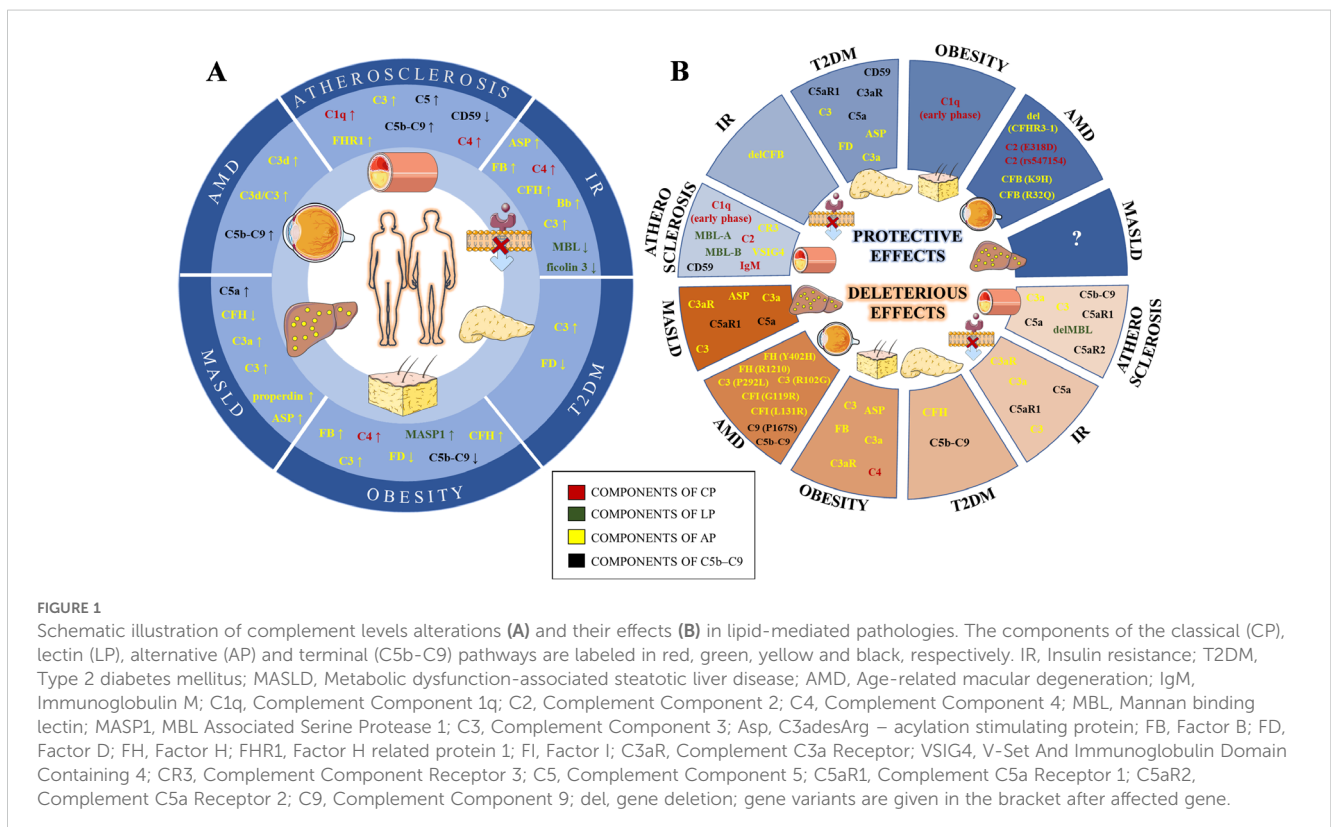 A
ATHEROSCLEROSIS
C3 ↑
C5 ↑
C1q ↑
CD59 ↓
C5b-C9 ↑
FHR1 ↑
C4 ↑
IR
ASP ↑
FB ↑
C4 ↑
CFH ↑
Bb ↑
C3 ↑
MBL ↓
ficolin 3 ↓
T2DM
C3 ↑
FD ↓
OBESITY
FB ↑
C4 ↑
MASP1 ↑
CFH ↑
C3 ↑
FD ↓
C5b-C9 ↓
MASLD
C5a ↑
CFH ↓
C3a ↑
C3 ↑
properdin ↑
ASP ↑
AMD
C3d ↑
C3d/C3 ↑
C5b-C9 ↑
B
PROTECTIVE
EFFECTS
ATHERO
SCLEROSIS
C1q
(early phase)
MBL-A
CR3
C2
MBL-B
VSIG4
CD59
IgM
IR
delCFB
T2DM
CD59
C5aR1
C3aR
C3
C5a
ASP
FD
C3a
OBESITY
C1q
(early phase)
AMD
del
(CFHR3-1)
C2 (E318D)
C2 (rs547154)
CFB (K9H)
CFB (R32Q)
MASLD
?
DELETERIOUS
EFFECTS
ATHERO
SCLEROSIS
C3a
C5b-C9
C3
C5a
C5aR1
delMBL
C5aR2
IR
C3aR
C3a
C5a
C5aR1
C3
T2DM
CFH
C5b-C9
OBESITY
C3
ASP
FB
C3a
C3aR
C4
AMD
FH (Y402H)
FH (R1210)
C3 (P292L)
C3 (R102G)
CFI (G119R)
CFI (L131R)
C9 (P167S)
C5b-C9
MASLD
C3aR
ASP
C3a
C5aR1
C5a
C3
COMPONENTS OF CP
COMPONENTS OF LP
COMPONENTS OF AP
COMPONENTS OF C5b–C9
FIGURE 1
Schematic illustration of complement levels alterations (A) and their effects (B) in lipid-mediated pathologies. The components of the classical (CP),
lectin (LP), alternative (AP) and terminal (C5b-C9) pathways are labeled in red, green, yellow and black, respectively. IR, Insulin resistance; T2DM,
Type 2 diabetes mellitus; MASLD, Metabolic dysfunction-associated steatotic liver disease; AMD, Age-related macular degeneration; IgM,
Immunoglobulin M; C1q, Complement Component 1q; C2, Complement Component 2; C4, Complement Component 4; MBL, Mannan binding
lectin; MASP1, MBL Associated Serine Protease 1; C3, Complement Component 3; Asp, C3adesArg – acylation stimulating protein; FB, Factor B; FD,
Factor D; FH, Factor H; FHR1, Factor H related protein 1; FI, Factor I; C3aR, Complement C3a Receptor; VSIG4, V-Set And Immunoglobulin Domain
Containing 4; CR3, Complement Component Receptor 3; C5, Complement Component 5; C5aR1, Complement C5a Receptor 1; C5aR2,
Complement C5a Receptor 2; C9, Complement Component 9; del, gene deletion; gene variants are given in the bracket after affected gene.